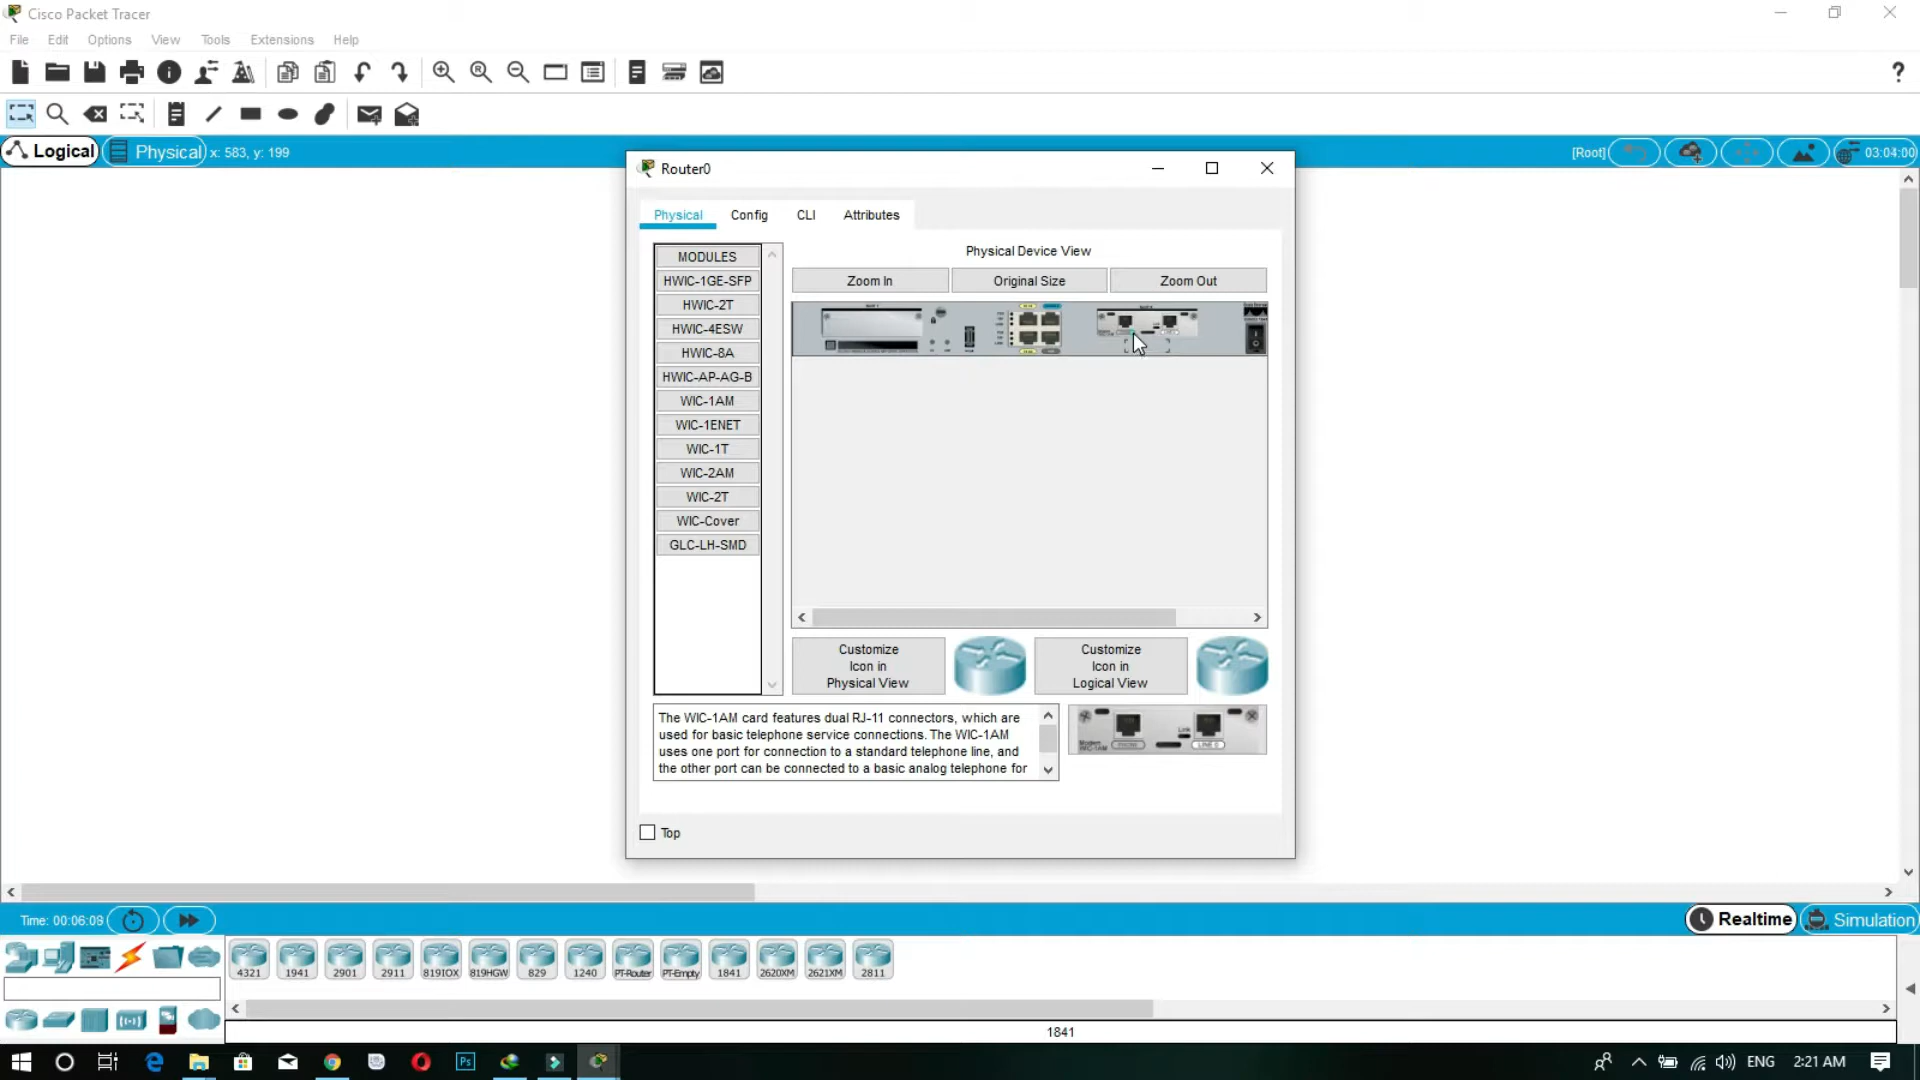 Cisco Packet Tracer
File Edit Options View Tools Extensions Help
?
Logical Physical x: 583, y: 199 [Root] 03:04:00
Router0
Physical Config CLI Attributes
MODULES
HWIC-1GE-SFP
HWIC-2T
HWIC-4ESW
HWIC-8A
HWIC-AP-AG-B
WIC-1AM
WIC-1ENET
WIC-1T
WIC-2AM
WIC-2T
WIC-Cover
GLC-LH-SMD
Physical Device View
Zoom In Original Size Zoom Out
Customize
Icon in
Physical View
Customize
Icon in
Logical View
The WIC-1AM card features dual RJ-11 connectors, which are
used for basic telephone service connections. The WIC-1AM
uses one port for connection to a standard telephone line, and
the other port can be connected to a basic analog telephone for
Link
Modem
WIC-1AM
PHONE
Top
Time: 00:06:09 Realtime Simulation
4321 1941 2901 2911 819IOX 819HGW 829 1240 PT-Router PT-Empty 1841 2620XM 2621XM 2811
1841
Ps
ENG 2:21 AM